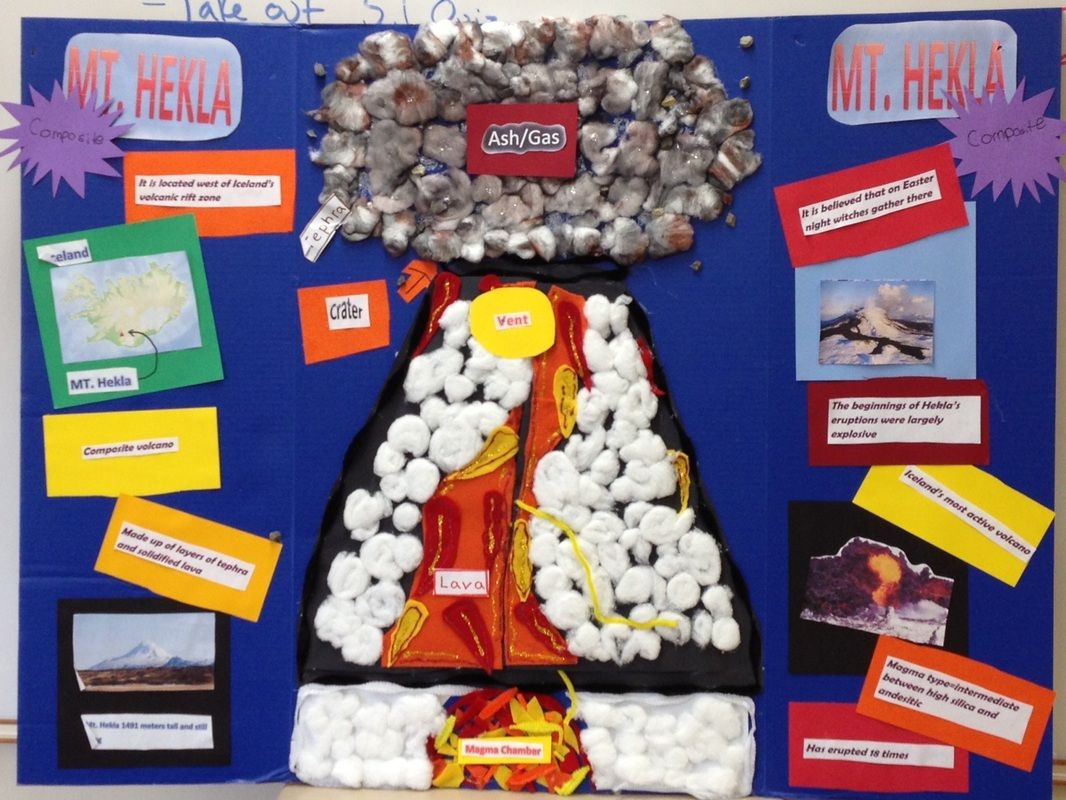 - Take out S.1 Quiz
MT. HEKLA
Composite
It is located west of Iceland's
volcanic rift zone
eland
MT. Hekla
Composite volcano
Made up of layers of tephra
and solidified lava
Mt. Hekla 1491 meters tall and still
Ash/Gas
Tephra
crater
Vent
Lava
Magma Chamber
MT. HEKLA
Composite
It is believed that on Easter
night witches gather there
The beginnings of Hekla's
eruptions were largely
explosive
Iceland's most active volcano
Magma type=intermediate
between high silica and
andesitic
Has erupted 18 times